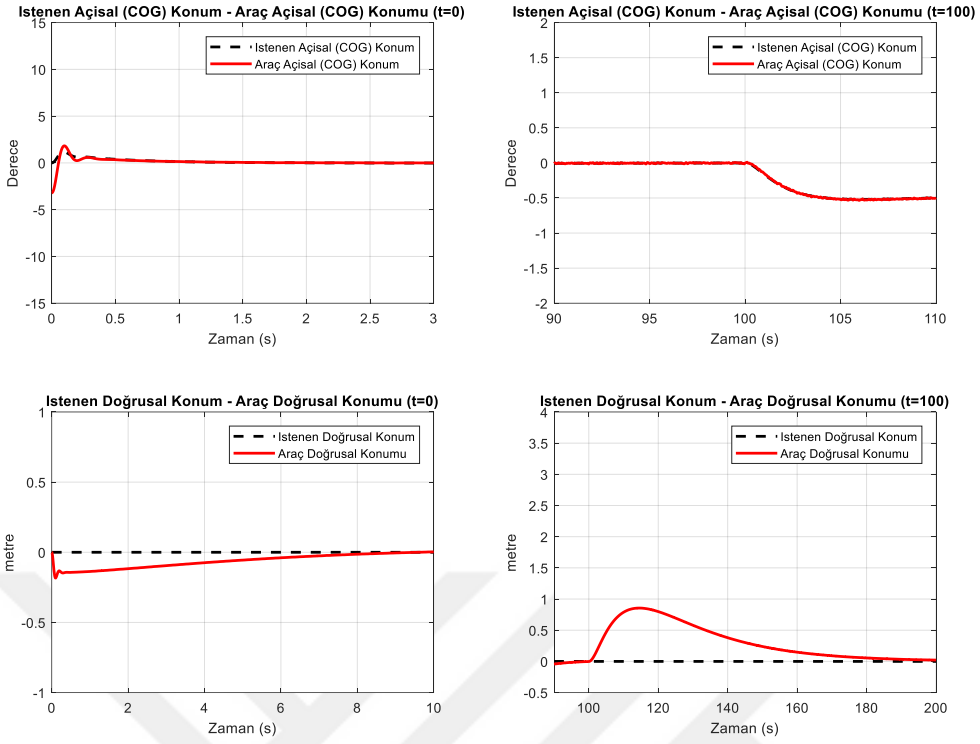 Istenen Açisal (COG) Konum - Araç Açisal (COG) Konumu (t=0)
15
10
5
0
-5
-10
-15
Derece
Istenen Açisal (COG) Konum
Araç Açisal (COG) Konum
0 0.5 1 1.5 2 2.5 3
Zaman (s)
Istenen Açisal (COG) Konum - Araç Açisal (COG) Konumu (t=100)
2
1.5
1
0.5
0
-0.5
-1
-1.5
-2
Derece
Istenen Açisal (COG) Konum
Araç Açisal (COG) Konum
90 95 100 105 110
Zaman (s)
Istenen Doğrusal Konum - Araç Doğrusal Konumu (t=0)
1
0.5
0
-0.5
-1
metre
Istenen Doğrusal Konum
Araç Doğrusal Konumu
0 2 4 6 8 10
Zaman (s)
Istenen Doğrusal Konum - Araç Doğrusal Konumu (t=100)
4
3.5
3
2.5
2
1.5
1
0.5
0
-0.5
metre
Istenen Doğrusal Konum
Araç Doğrusal Konumu
100 120 140 160 180 200
Zaman (s)